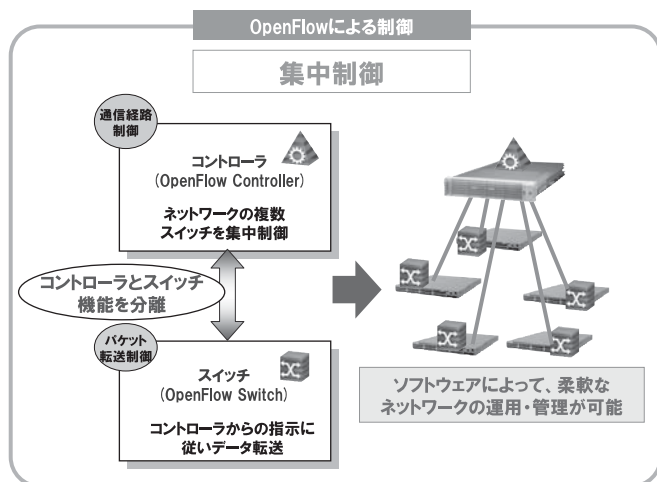 OpenFlowによる制御
集中制御
通信経路
制御
コントローラ
(OpenFlow Controller)
ネットワークの複数
スイッチを集中制御
コントローラとスイッチ
機能を分離
パケット
転送制御
スイッチ
(OpenFlow Switch)
コントローラからの指示に
従いデータ転送
ソフトウェアによって、柔軟な
ネットワークの運用・管理が可能